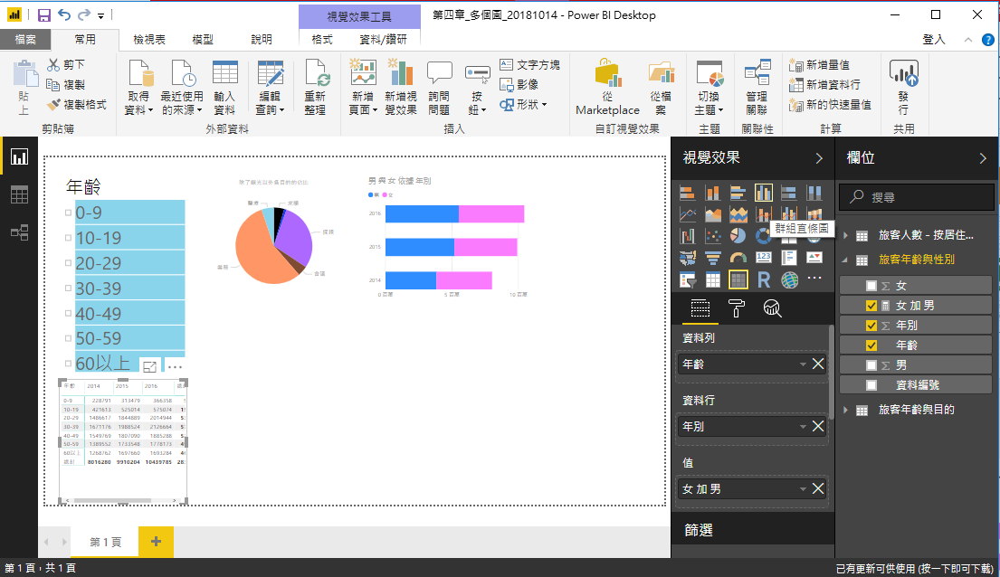 視覺效果工具
第四章_多個圖_20181014 - Power BI Desktop
檔案 常用 檢視表 模型 說明 格式 資料/鑽研 登入
貼上
剪下
複製
複製格式
剪貼簿
取得資料
最近使用的來源
輸入資料
編輯查詢
重新整理
外部資料
新增頁面
新增視覺效果
詢問問題
按鈕
文字方塊
影像
形狀
插入
從 Marketplace
從檔案
自訂視覺效果
切換主題
主題
管理關聯
關聯性
新增量值
新增資料行
新的快速量值
計算
發行
共用
年齡
0-9
10-19
20-29
30-39
40-49
50-59
60以上
年齡 2014 2015 2016
0-9 228791 313479 366358
10-19 421613 525014 575074
20-29 1486617 1844889 2014944
30-39 1671176 1988524 2126664
40-49 1549769 1807090 1885288
50-59 1389552 1733548 1778173
60以上 1268762 1697660 1693284
總計 8016280 9910204 10439785
男 與 女 依據 年別
男 女
2016
2015
2014
0 百萬 5 百萬 10 百萬
視覺效果
群組直條圖
123
R
資料列
年齡
資料行
年別
值
女 加 男
篩選
欄位
搜尋
旅客人數 - 按居住...
旅客年齡與性別
Σ 女
女 加 男
Σ 年別
年齡
Σ 男
資料編號
旅客年齡與目的
第 1 頁
+
第 1 頁，共 1 頁
已有更新可供使用 (按一下即可下載)